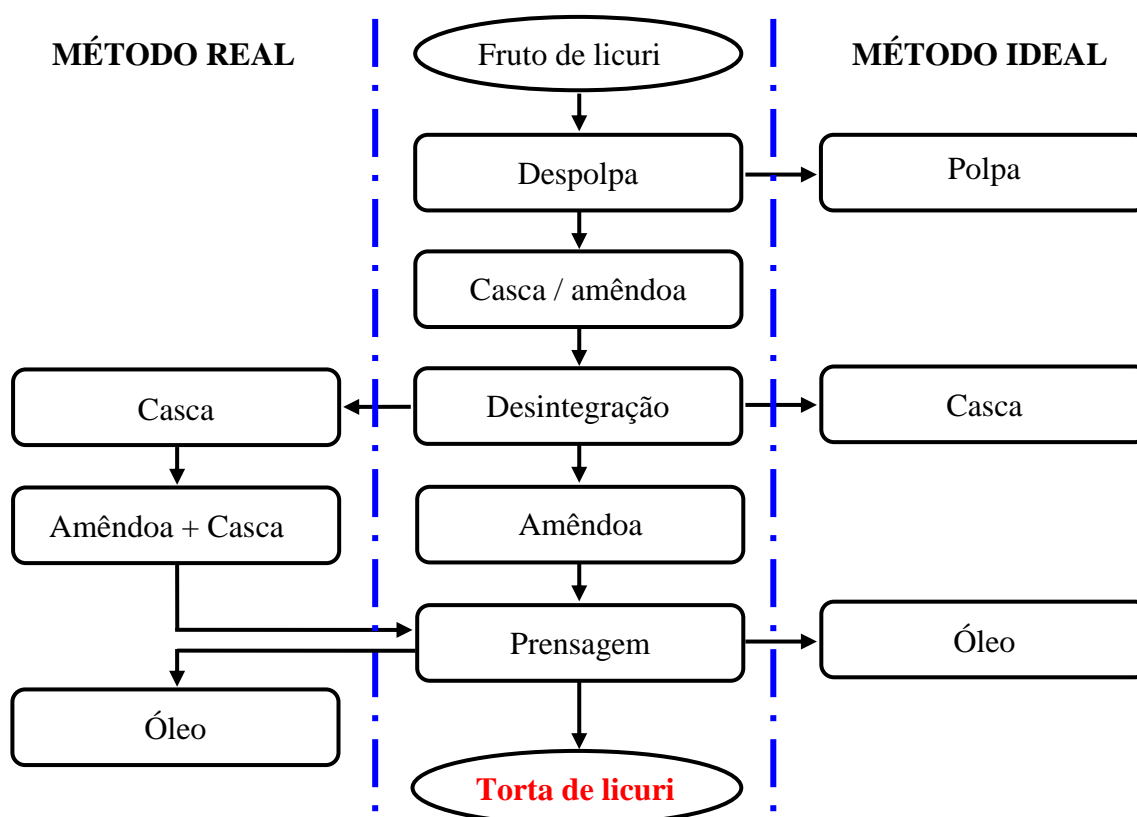 MÉTODO REAL
Fruto de licuri
MÉTODO IDEAL
Despolpa
Polpa
Casca / amêndoa
Casca
Desintegração
Casca
Amêndoa + Casca
Amêndoa
Prensagem
Óleo
Óleo
Torta de licuri